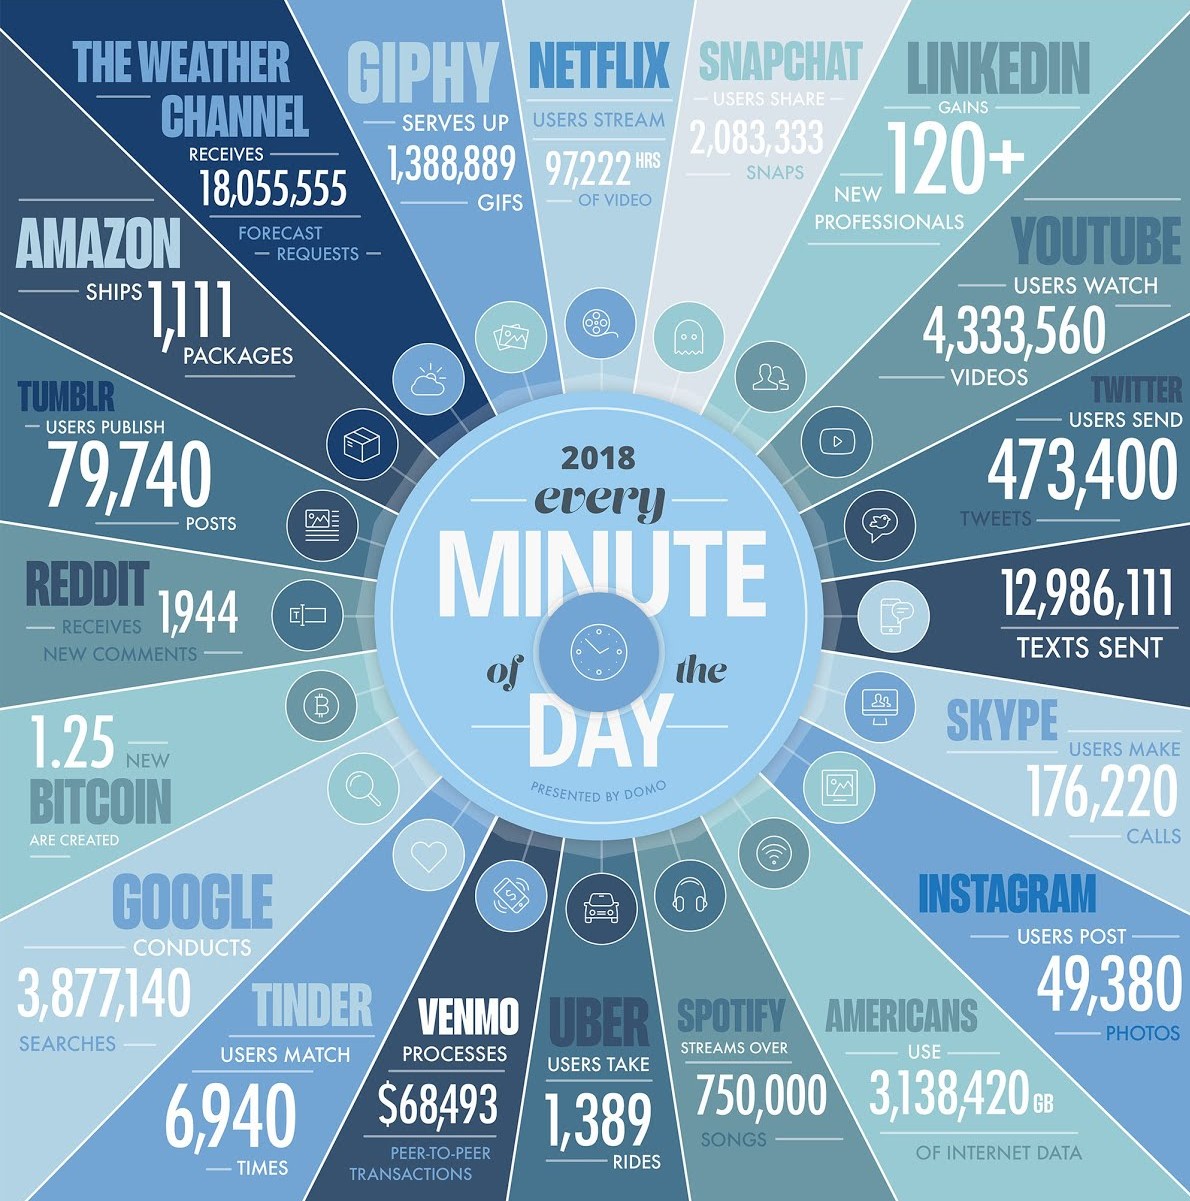 2018
every
MINUTE
of the
DAY
PRESENTED BY DOMO
THE WEATHER
CHANNEL
RECEIVES
18,055,555
FORECAST
REQUESTS
GIPHY
SERVES UP
1,388,889
GIFS
NETFLIX
USERS STREAM
97,222 HRS
OF VIDEO
SNAPCHAT
USERS SHARE
2,083,333
SNAPS
LINKEDIN
GAINS
120+
NEW
PROFESSIONALS
YOUTUBE
USERS WATCH
4,333,560
VIDEOS
TWITTER
USERS SEND
473,400
TWEETS
12,986,111
TEXTS SENT
SKYPE
USERS MAKE
176,220
CALLS
INSTAGRAM
USERS POST
49,380
PHOTOS
AMERICANS
USE
3,138,420 GB
OF INTERNET DATA
SPOTIFY
STREAMS OVER
750,000
SONGS
UBER
USERS TAKE
1,389
RIDES
VENMO
PROCESSES
$68,493
PEER-TO-PEER
TRANSACTIONS
TINDER
USERS MATCH
6,940
TIMES
GOOGLE
CONDUCTS
3,877,140
SEARCHES
1.25 NEW
BITCOIN
ARE CREATED
REDDIT
RECEIVES 1,944
NEW COMMENTS
TUMBLR
USERS PUBLISH
79,740
POSTS
AMAZON
SHIPS 1,111
PACKAGES